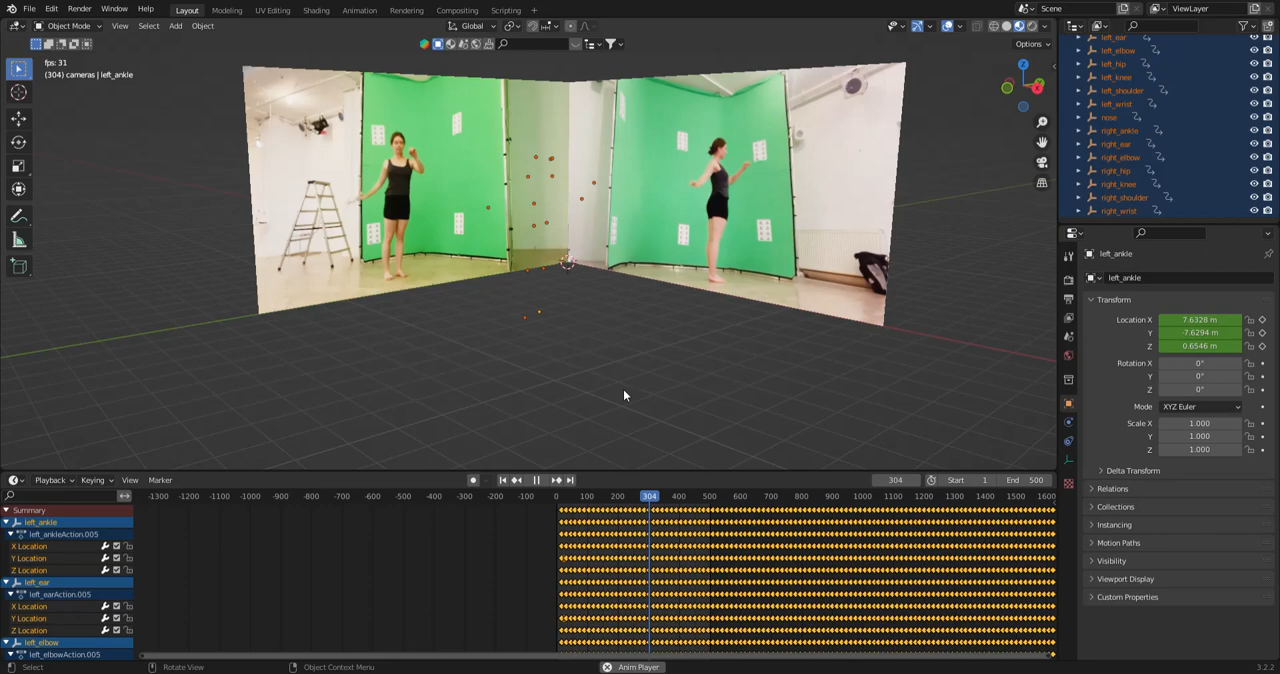 File Edit Render Window Help Layout Modeling UV Editing Sculpting Shading Animation Rendering Compositing Scripting + Scene ViewLayer
Object Mode View Select Add Object Global
Options
fps: 31
(304) cameras | left_ankle
Z
left_ear
left_elbow
left_hip
left_knee
left_shoulder
left_wrist
nose
right_ankle
right_ear
right_elbow
right_hip
right_knee
right_shoulder
right_wrist
left_ankle
left_ankle
Transform
Location X 7.6328 m
Y -7.6294 m
Z 0.6546 m
Rotation X 0°
Y 0°
Z 0°
Mode XYZ Euler
Scale X 1.000
Y 1.000
Z 1.000
Delta Transform
Relations
Collections
Instancing
Motion Paths
Visibility
Viewport Display
Custom Properties
Playback Keying View Marker 304 Start 1 End 500
-1300 -1200 -1100 -1000 -900 -800 -700 -600 -500 -400 -300 -200 -100 0 100 200 304 400 500 600 700 800 900 1000 1100 1200 1300 1400 1500 1600
Summary
left_ankle
left_ankleAction.005
X Location
Y Location
Z Location
left_ear
left_earAction.005
X Location
Y Location
Z Location
left_elbow
left_elbowAction.005
Select Rotate View Object Context Menu Anim Player 3.2.2